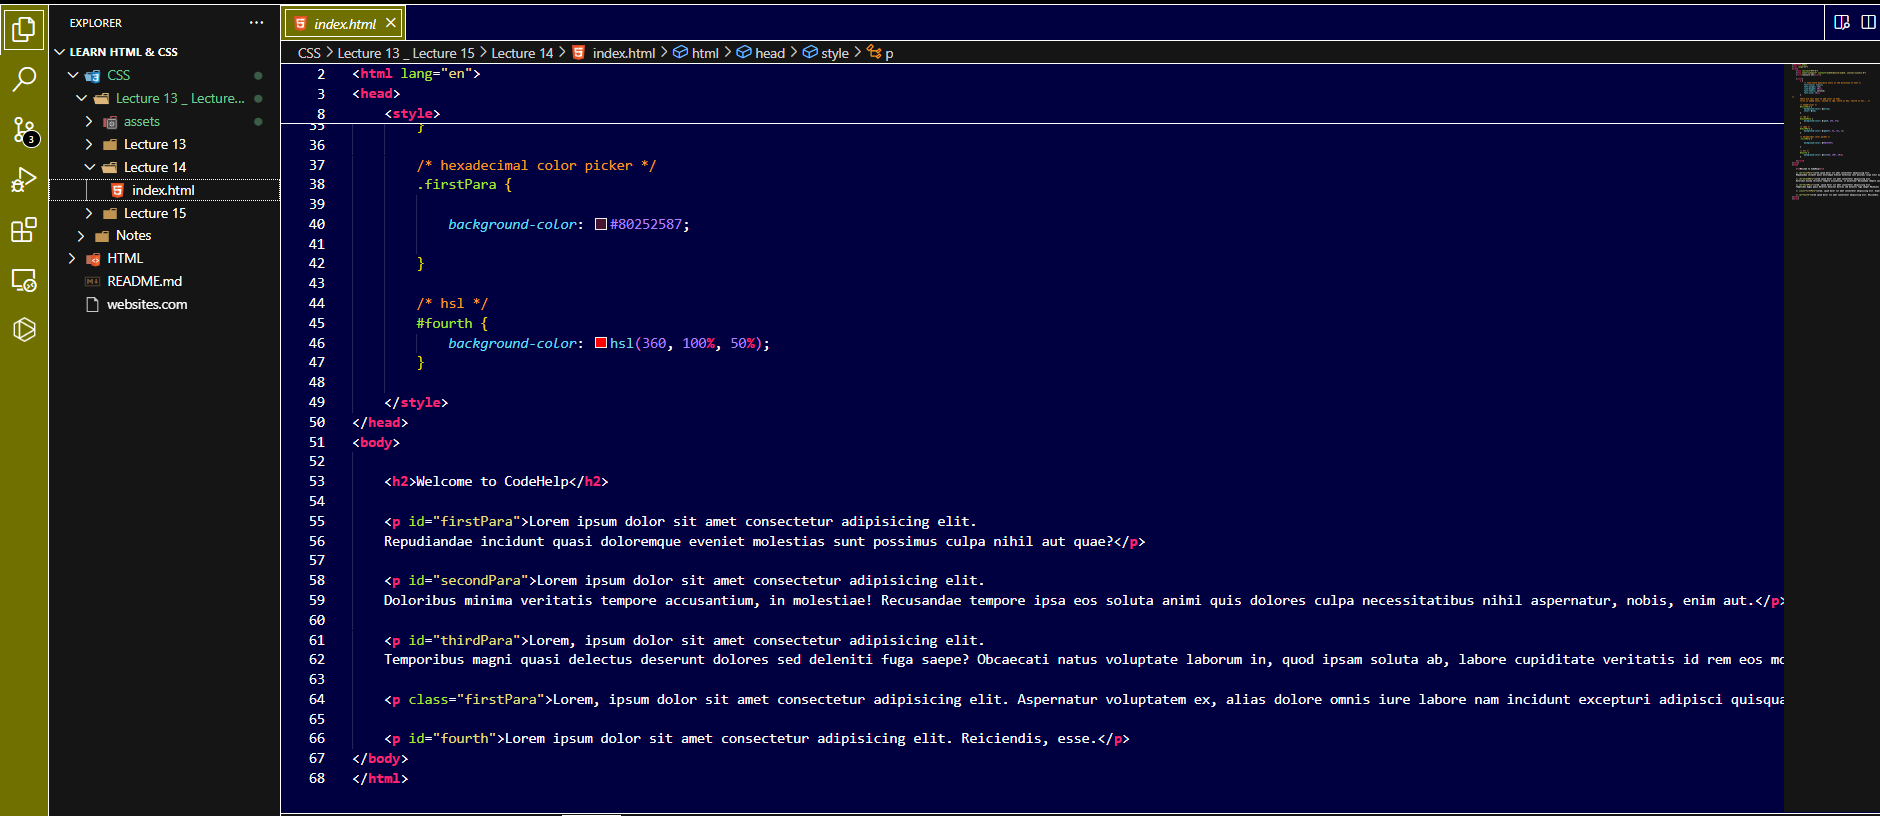 EXPLORER
LEARN HTML & CSS
CSS
Lecture 13 _ Lecture...
assets
Lecture 13
Lecture 14
index.html
Lecture 15
Notes
HTML
README.md
websites.com
3
index.html
CSS > Lecture 13 _ Lecture 15 > Lecture 14 > index.html > html > head > style > p
2 <html lang="en">
3 <head>
8 <style>
35 }
36
37 /* hexadecimal color picker */
38 .firstPara {
39
40 background-color: #80252587;
41
42 }
43
44 /* hsl */
45 #fourth {
46 background-color: hsl(360, 100%, 50%);
47 }
48
49 </style>
50 </head>
51 <body>
52
53 <h2>Welcome to CodeHelp</h2>
54
55 <p id="firstPara">Lorem ipsum dolor sit amet consectetur adipisicing elit.
56 Repudiandae incidunt quasi doloremque eveniet molestias sunt possimus culpa nihil aut quae?</p>
57
58 <p id="secondPara">Lorem ipsum dolor sit amet consectetur adipisicing elit.
59 Doloribus minima veritatis tempore accusantium, in molestiae! Recusandae tempore ipsa eos soluta animi quis dolores culpa necessitatibus nihil aspernatur, nobis, enim aut.</p>
60
61 <p id="thirdPara">Lorem, ipsum dolor sit amet consectetur adipisicing elit.
62 Temporibus magni quasi delectus deserunt dolores sed deleniti fuga saepe? Obcaecati natus voluptate laborum in, quod ipsam soluta ab, labore cupiditate veritatis id rem eos mo
63
64 <p class="firstPara">Lorem, ipsum dolor sit amet consectetur adipisicing elit. Aspernatur voluptatem ex, alias dolore omnis iure labore nam incidunt excepturi adipisci quisqua
65
66 <p id="fourth">Lorem ipsum dolor sit amet consectetur adipisicing elit. Reiciendis, esse.</p>
67 </body>
68 </html>